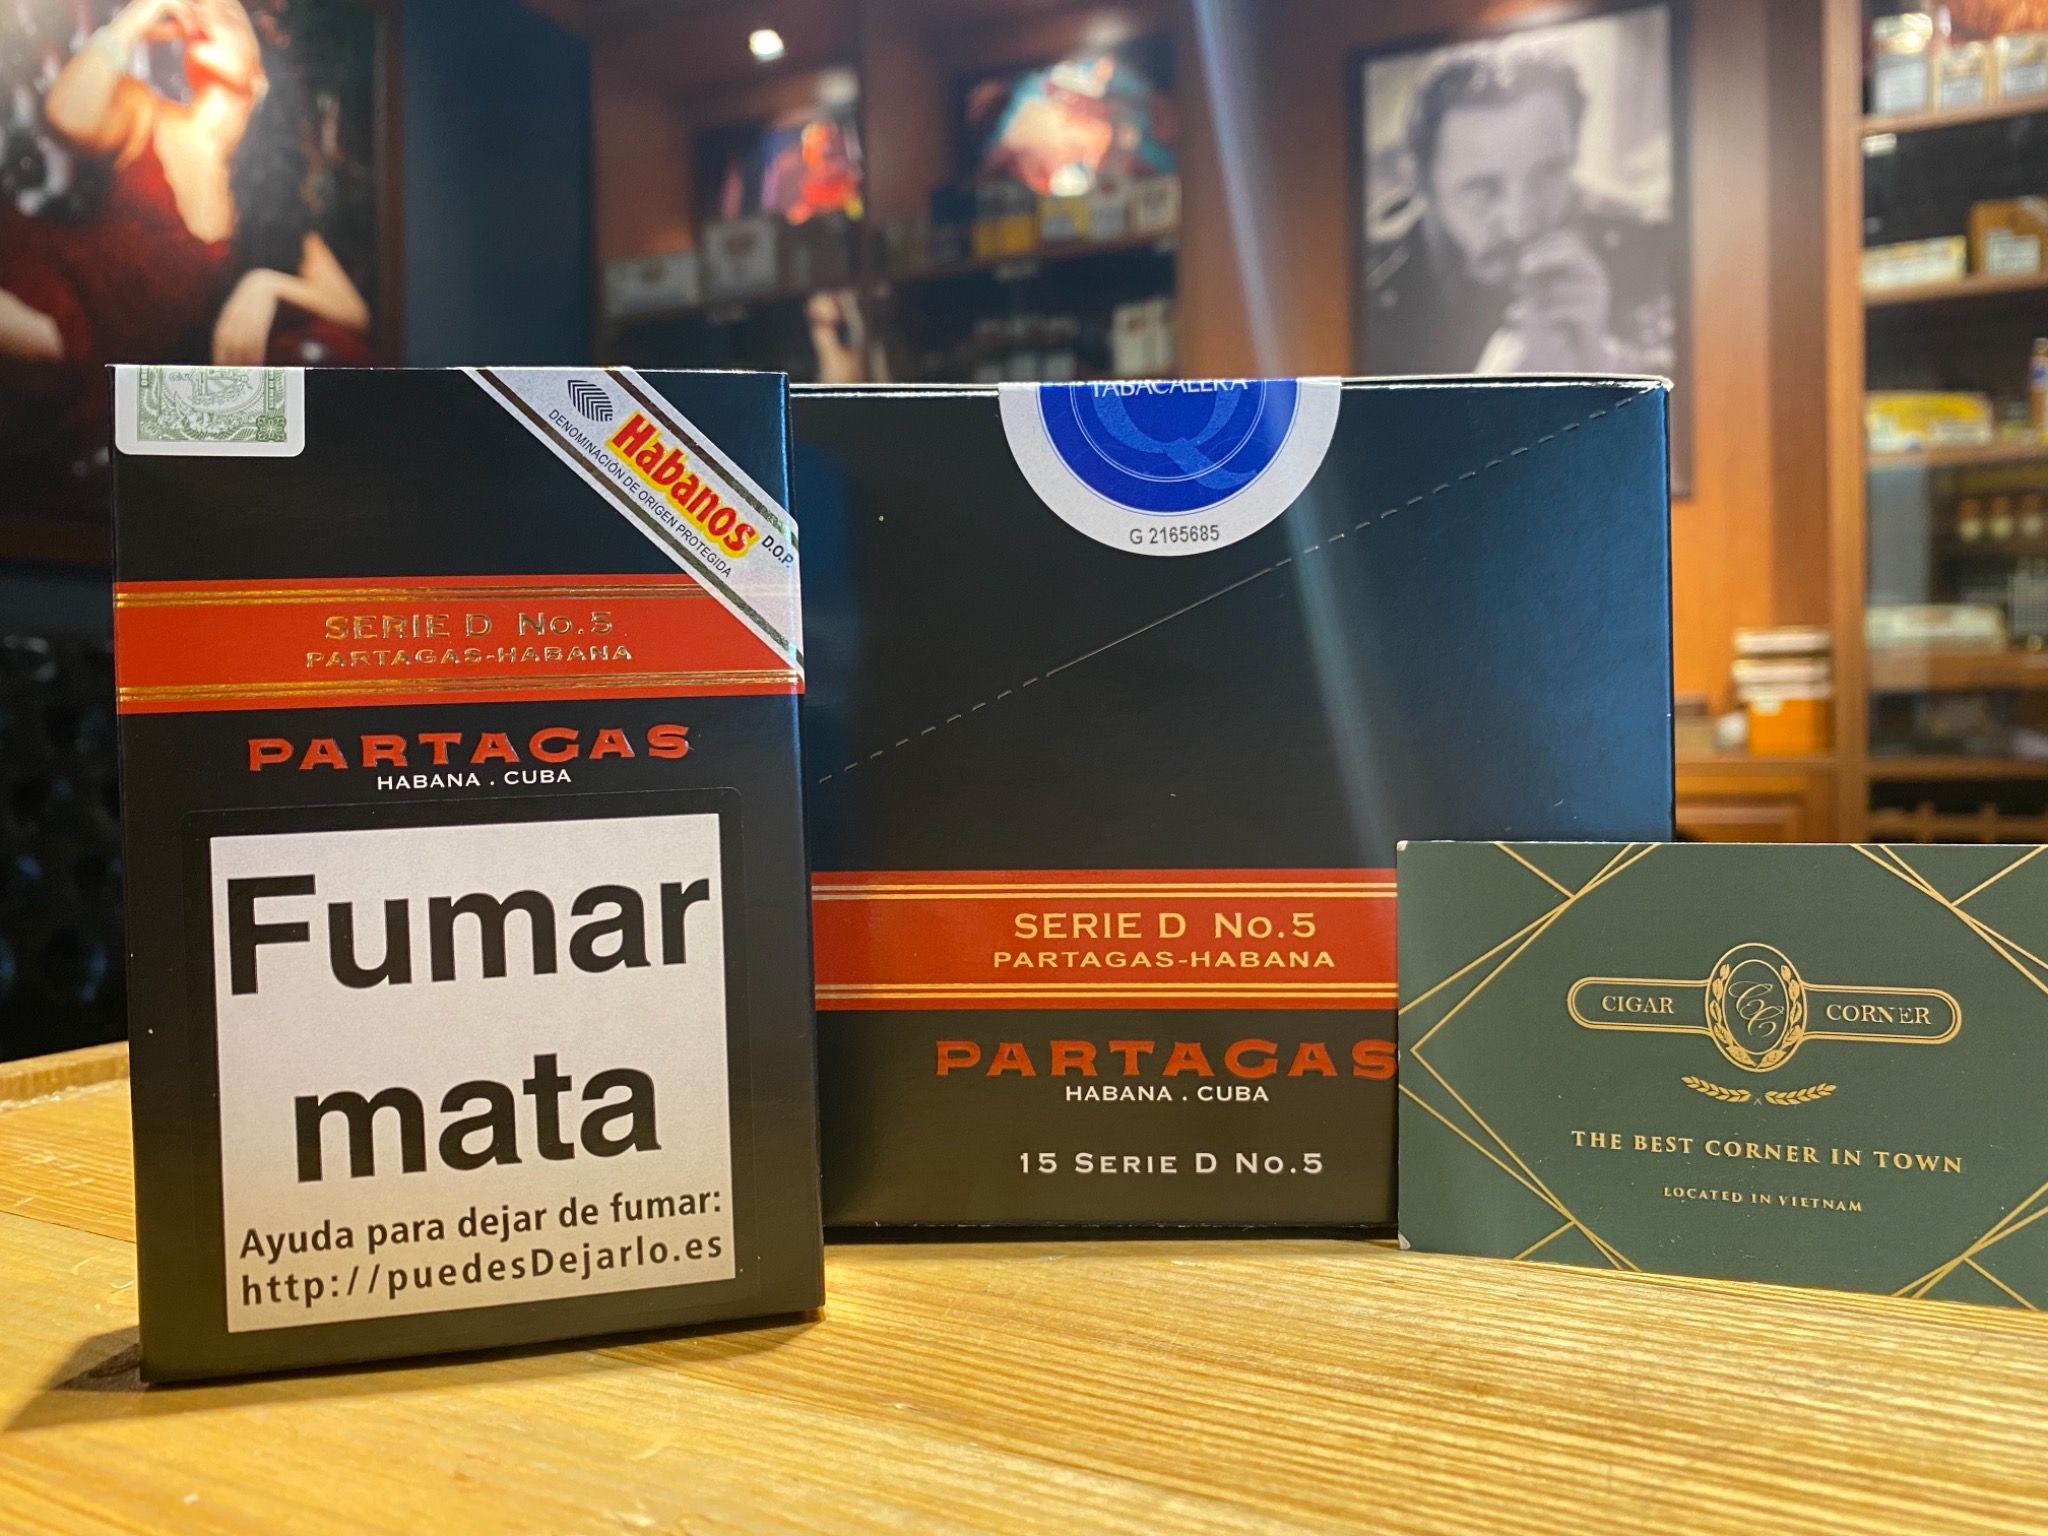 Habanos
D.O.P.
DENOMINACIÓN DE ORIGEN PROTEGIDA
SERIE D No.5
PARTAGAS-HABANA
PARTAGAS
HABANA . CUBA
Fumar
mata
Ayuda para dejar de fumar:
http://puedesDejarlo.es
TABACALERA
G 2165685
SERIE D No.5
PARTAGAS-HABANA
PARTAGAS
HABANA . CUBA
15 SERIE D No.5
CIGAR CC CORNER
THE BEST CORNER IN TOWN
LOCATED IN VIETNAM